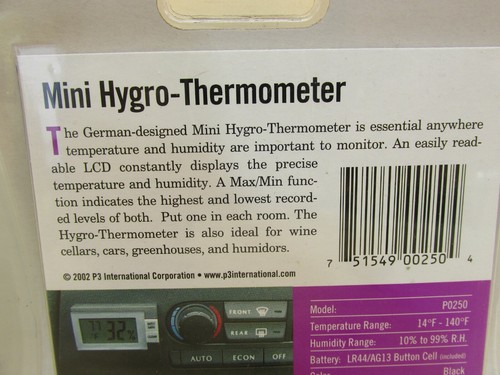 Mini Hygro-Thermometer
The German-designed Mini Hygro-Thermometer is essential anywhere
temperature and humidity are important to monitor. An easily read-
able LCD constantly displays the precise
temperature and humidity. A Max/Min func-
tion indicates the highest and lowest record-
ed levels of both. Put one in each room. The
Hygro-Thermometer is also ideal for wine
cellars, cars, greenhouses, and humidors.
© 2002 P3 International Corporation • www.p3international.com
7 51549 00250 4
32%
FRONT
REAR
AUTO ECON OFF
Model: P0250
Temperature Range: 14°F - 140°F
Humidity Range: 10% to 99% R.H.
Battery: LR44/AG13 Button Cell (included)
Color: Black